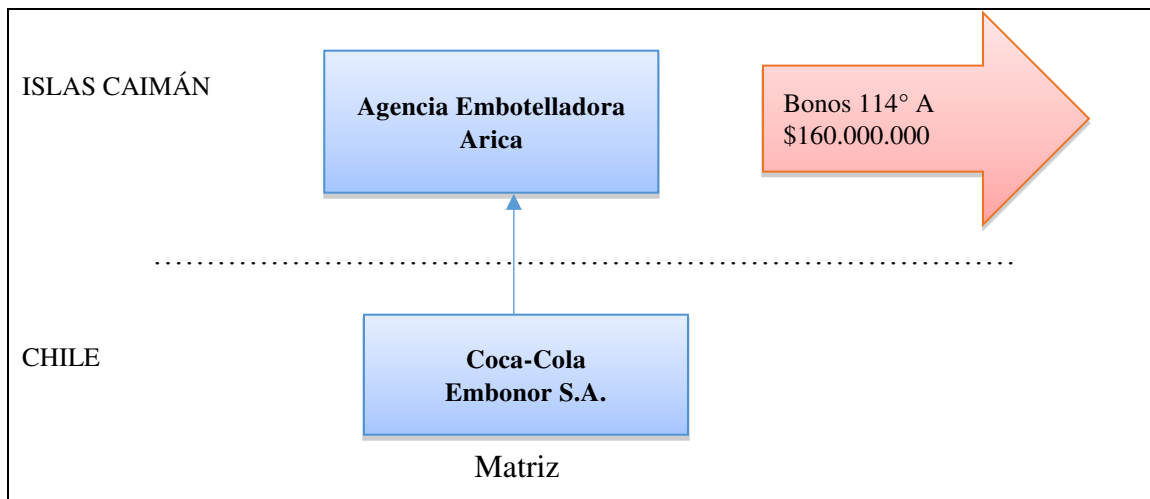 ISLAS CAIMÁN
Agencia Embotelladora
Arica
Bonos 114° A
$160.000.000
CHILE
Coca-Cola
Embonor S.A.
Matriz